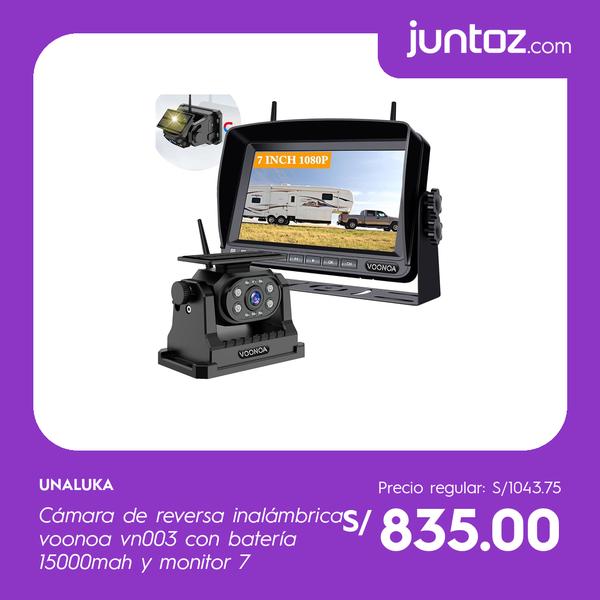 juntoz.com
7 INCH 1080P
VOONOA
VOONOA
UNALUKA
Cámara de reversa inalámbrica
voonoa vn003 con batería
15000mah y monitor 7
Precio regular: S/1043.75
S/ 835.00